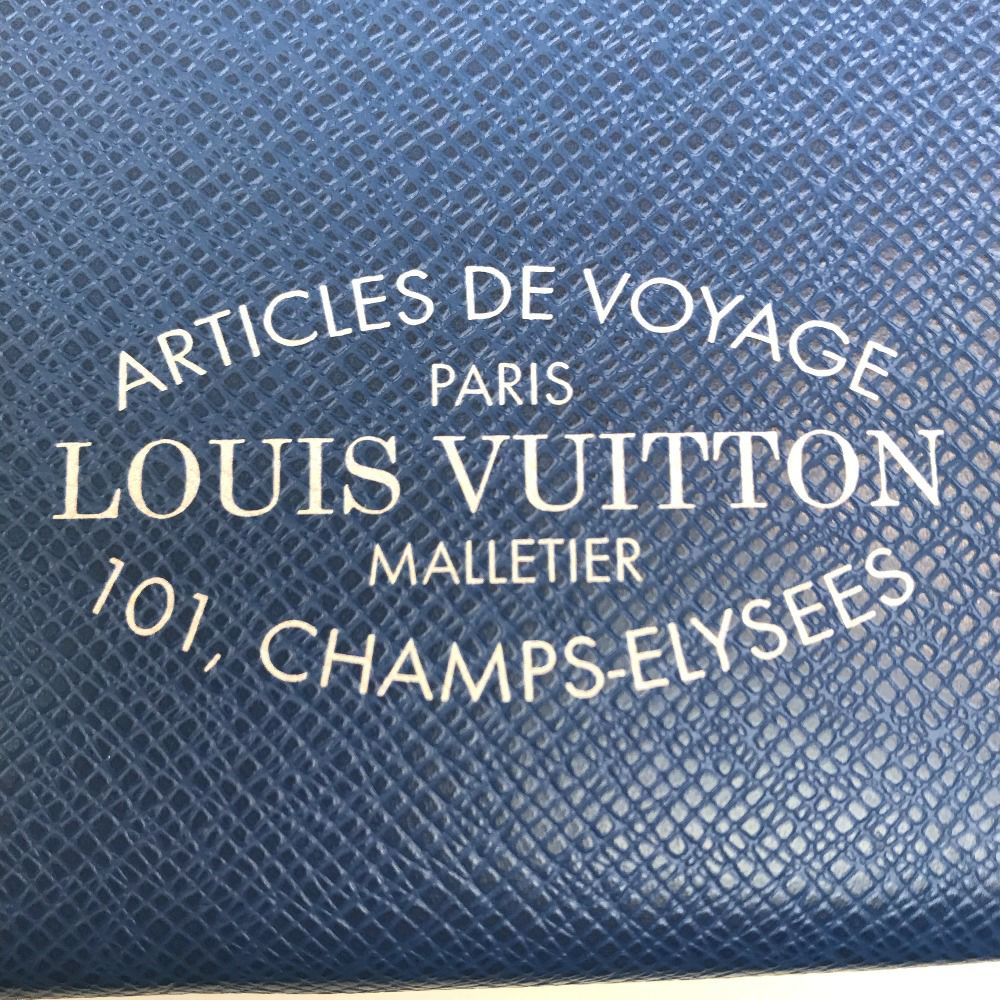 ARTICLES DE VOYAGE
PARIS
LOUIS VUITTON
MALLETIER
101, CHAMPS-ELYSEES